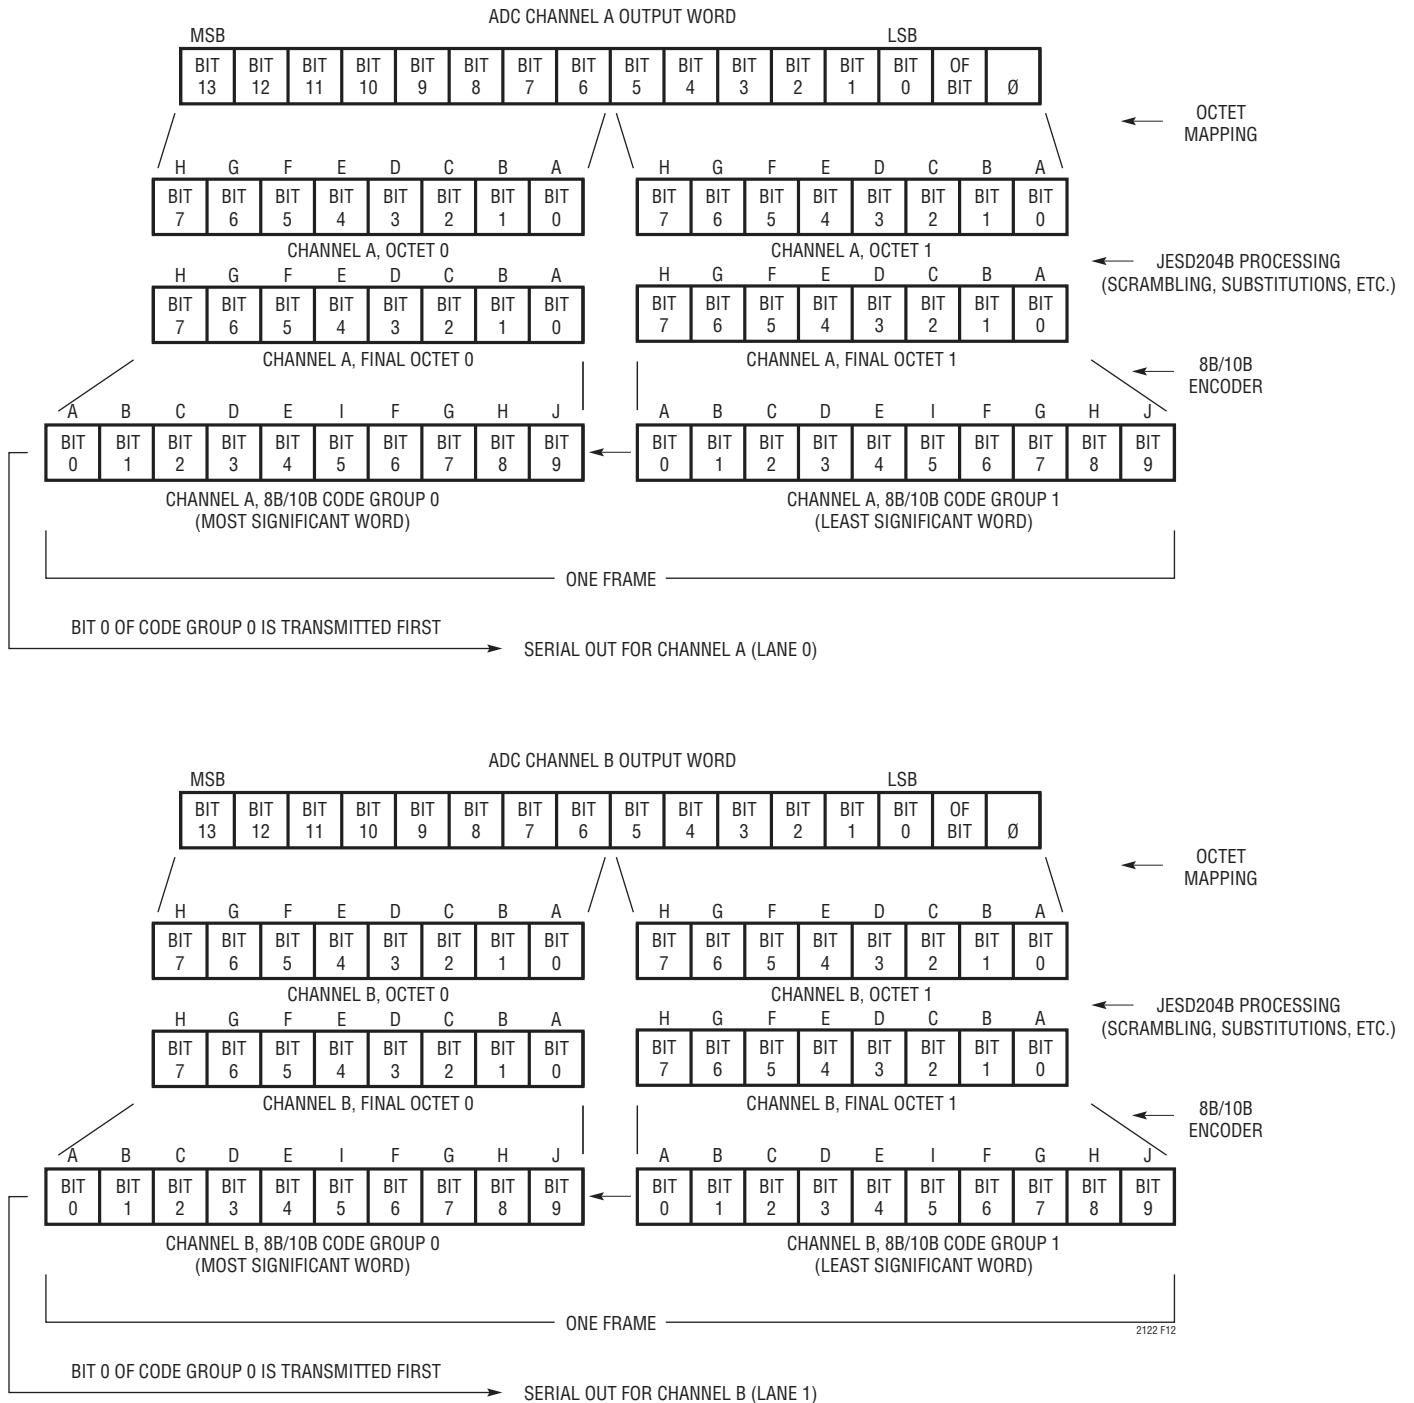 ADC CHANNEL A OUTPUT WORD
MSB LSB
BIT 13 BIT 12 BIT 11 BIT 10 BIT 9 BIT 8 BIT 7 BIT 6 BIT 5 BIT 4 BIT 3 BIT 2 BIT 1 BIT 0 OF BIT Ø
OCTET
MAPPING
H G F E D C B A H G F E D C B A
BIT 7 BIT 6 BIT 5 BIT 4 BIT 3 BIT 2 BIT 1 BIT 0 BIT 7 BIT 6 BIT 5 BIT 4 BIT 3 BIT 2 BIT 1 BIT 0
CHANNEL A, OCTET 0 CHANNEL A, OCTET 1
JESD204B PROCESSING
(SCRAMBLING, SUBSTITUTIONS, ETC.)
H G F E D C B A H G F E D C B A
BIT 7 BIT 6 BIT 5 BIT 4 BIT 3 BIT 2 BIT 1 BIT 0 BIT 7 BIT 6 BIT 5 BIT 4 BIT 3 BIT 2 BIT 1 BIT 0
CHANNEL A, FINAL OCTET 0 CHANNEL A, FINAL OCTET 1
8B/10B
ENCODER
A B C D E I F G H J A B C D E I F G H J
BIT 0 BIT 1 BIT 2 BIT 3 BIT 4 BIT 5 BIT 6 BIT 7 BIT 8 BIT 9 BIT 0 BIT 1 BIT 2 BIT 3 BIT 4 BIT 5 BIT 6 BIT 7 BIT 8 BIT 9
CHANNEL A, 8B/10B CODE GROUP 0 CHANNEL A, 8B/10B CODE GROUP 1
(MOST SIGNIFICANT WORD) (LEAST SIGNIFICANT WORD)
ONE FRAME
BIT 0 OF CODE GROUP 0 IS TRANSMITTED FIRST
SERIAL OUT FOR CHANNEL A (LANE 0)
ADC CHANNEL B OUTPUT WORD
MSB LSB
BIT 13 BIT 12 BIT 11 BIT 10 BIT 9 BIT 8 BIT 7 BIT 6 BIT 5 BIT 4 BIT 3 BIT 2 BIT 1 BIT 0 OF BIT Ø
OCTET
MAPPING
H G F E D C B A H G F E D C B A
BIT 7 BIT 6 BIT 5 BIT 4 BIT 3 BIT 2 BIT 1 BIT 0 BIT 7 BIT 6 BIT 5 BIT 4 BIT 3 BIT 2 BIT 1 BIT 0
CHANNEL B, OCTET 0 CHANNEL B, OCTET 1
JESD204B PROCESSING
(SCRAMBLING, SUBSTITUTIONS, ETC.)
H G F E D C B A H G F E D C B A
BIT 7 BIT 6 BIT 5 BIT 4 BIT 3 BIT 2 BIT 1 BIT 0 BIT 7 BIT 6 BIT 5 BIT 4 BIT 3 BIT 2 BIT 1 BIT 0
CHANNEL B, FINAL OCTET 0 CHANNEL B, FINAL OCTET 1
8B/10B
ENCODER
A B C D E I F G H J A B C D E I F G H J
BIT 0 BIT 1 BIT 2 BIT 3 BIT 4 BIT 5 BIT 6 BIT 7 BIT 8 BIT 9 BIT 0 BIT 1 BIT 2 BIT 3 BIT 4 BIT 5 BIT 6 BIT 7 BIT 8 BIT 9
CHANNEL B, 8B/10B CODE GROUP 0 CHANNEL B, 8B/10B CODE GROUP 1
(MOST SIGNIFICANT WORD) (LEAST SIGNIFICANT WORD)
ONE FRAME
2122 F12
BIT 0 OF CODE GROUP 0 IS TRANSMITTED FIRST
SERIAL OUT FOR CHANNEL B (LANE 1)